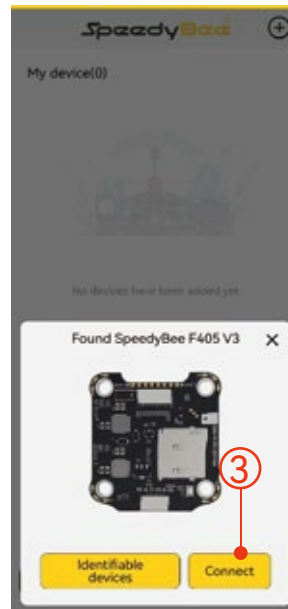 SpeedyBee
My device(0)
No devices have been added yet
Found SpeedyBee F405 V3
3
Identifiable
devices
Connect